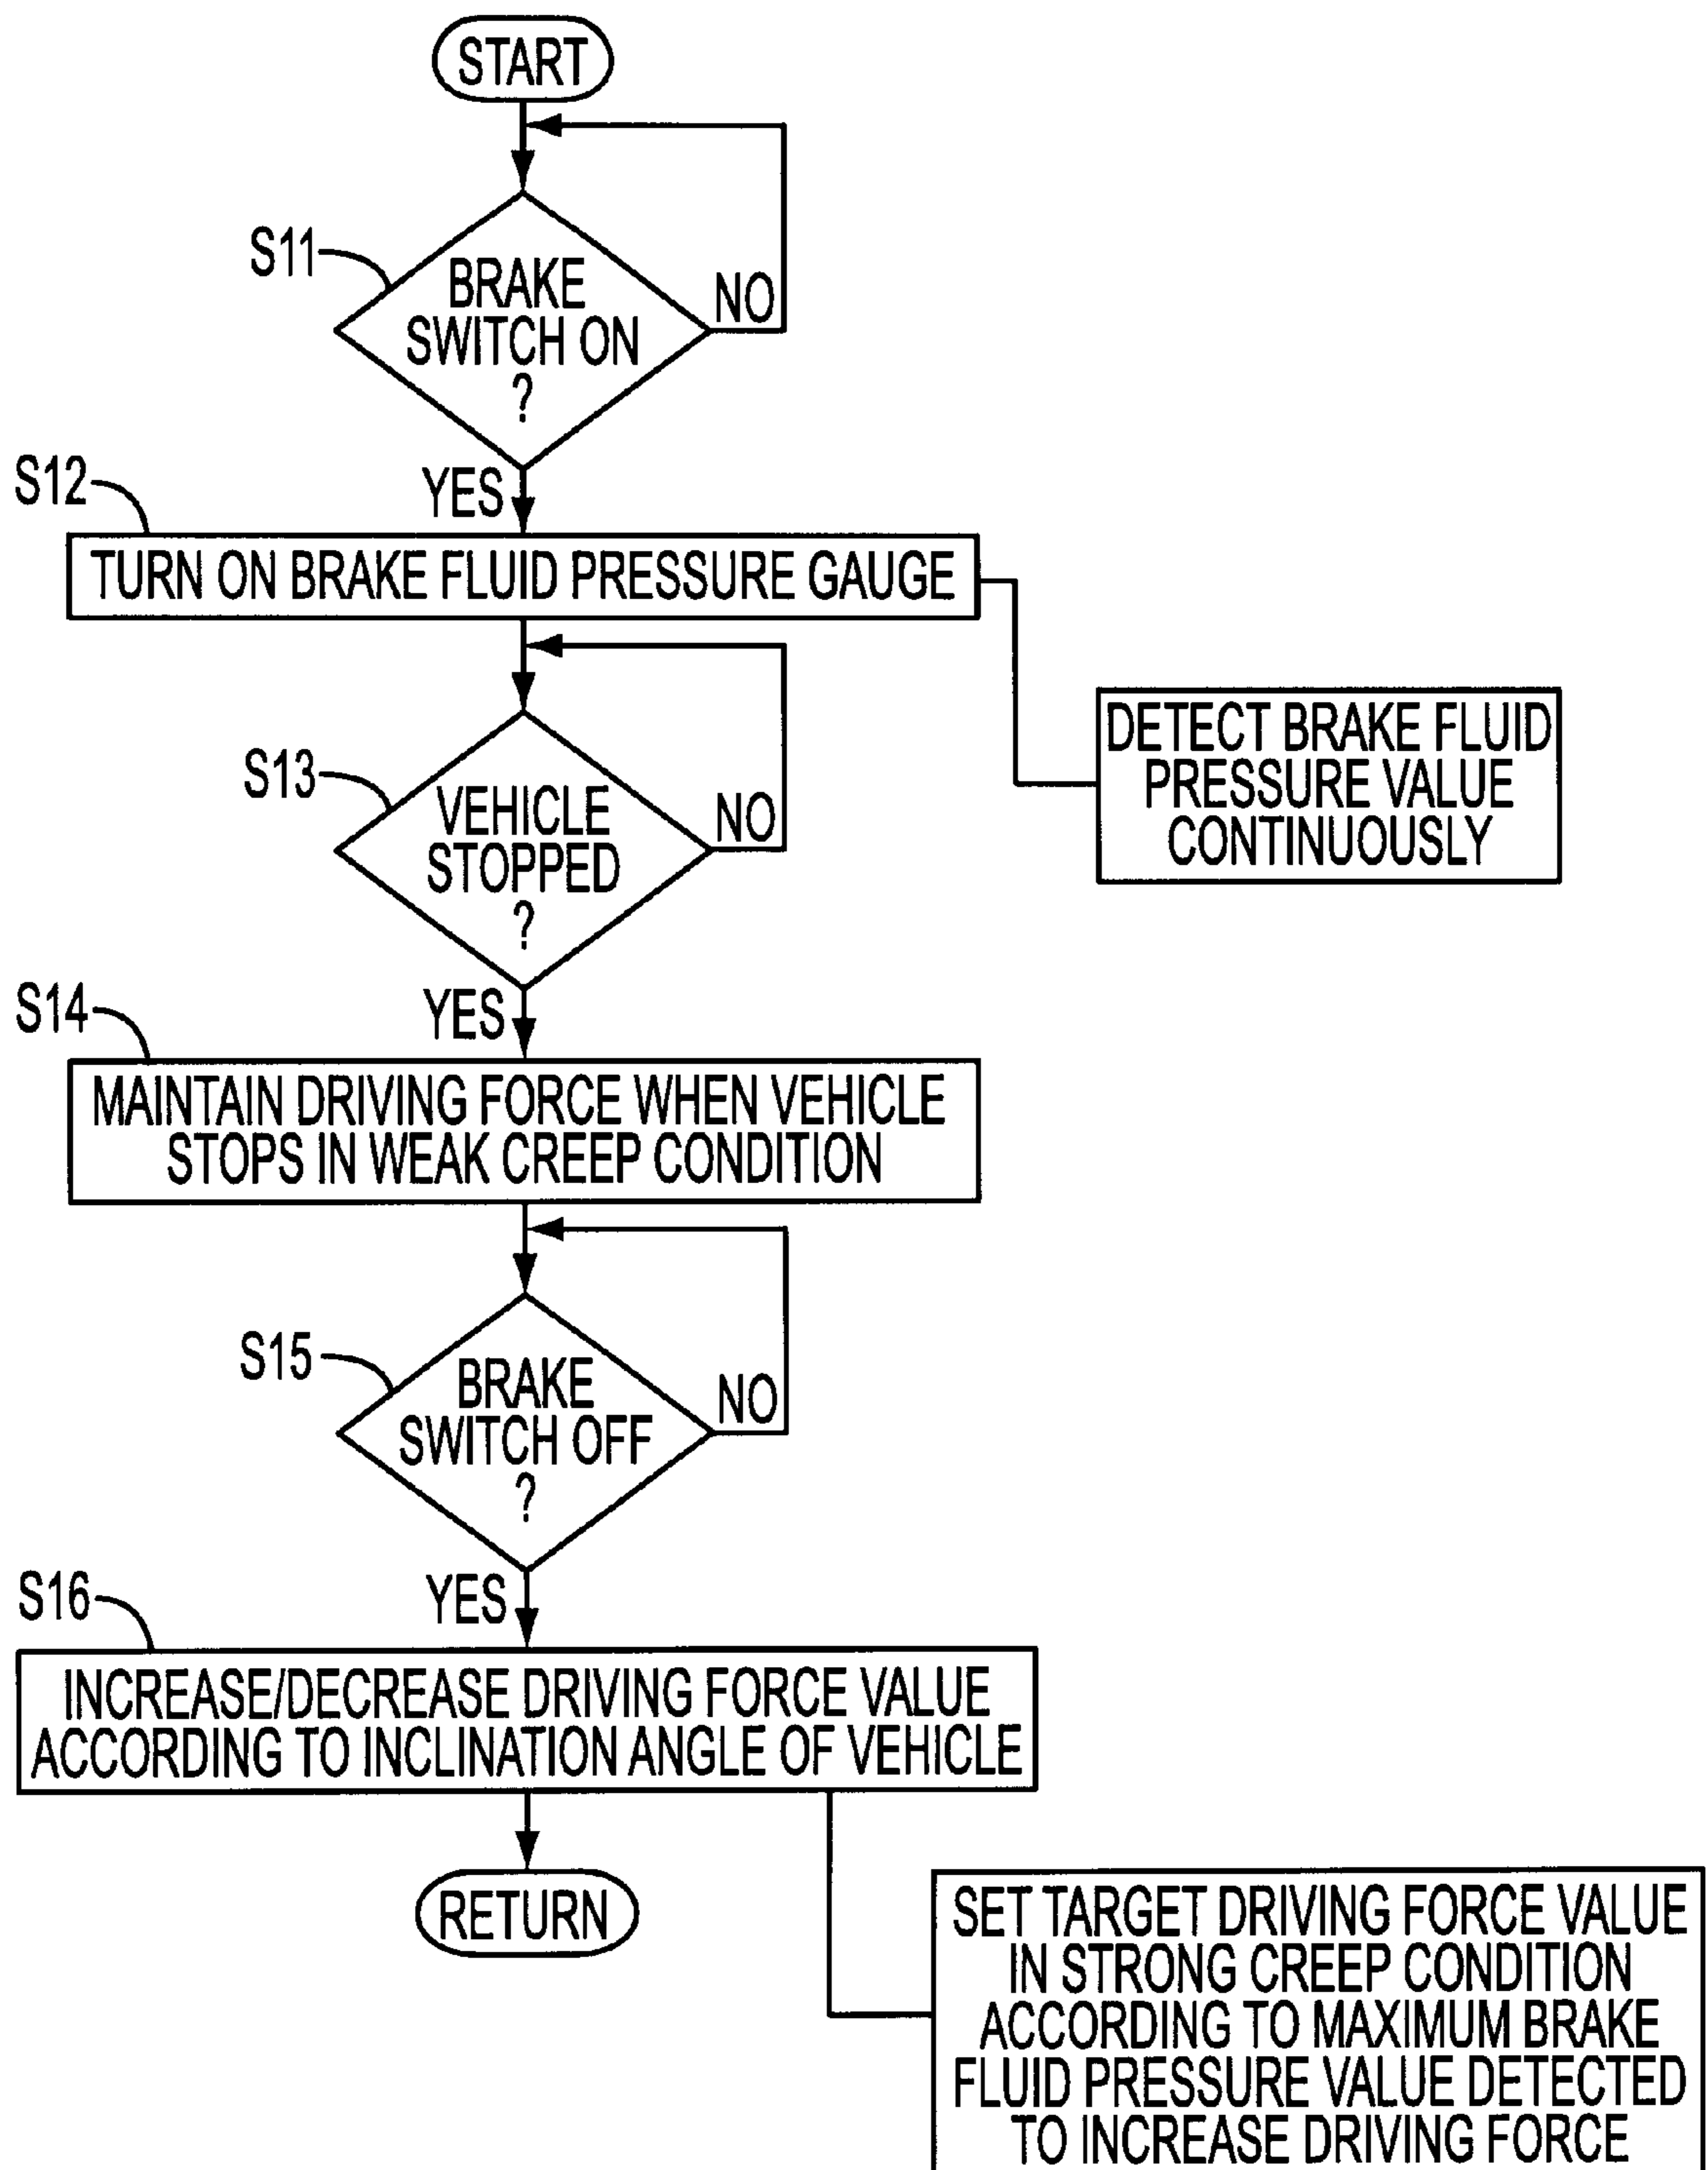 START
S11
BRAKE
SWITCH ON
?
NO
YES
S12
TURN ON BRAKE FLUID PRESSURE GAUGE
DETECT BRAKE FLUID
PRESSURE VALUE
CONTINUOUSLY
S13
VEHICLE
STOPPED
?
NO
YES
S14
MAINTAIN DRIVING FORCE WHEN VEHICLE
STOPS IN WEAK CREEP CONDITION
S15
BRAKE
SWITCH OFF
?
NO
YES
S16
INCREASE/DECREASE DRIVING FORCE VALUE
ACCORDING TO INCLINATION ANGLE OF VEHICLE
RETURN
SET TARGET DRIVING FORCE VALUE
IN STRONG CREEP CONDITION
ACCORDING TO MAXIMUM BRAKE
FLUID PRESSURE VALUE DETECTED
TO INCREASE DRIVING FORCE